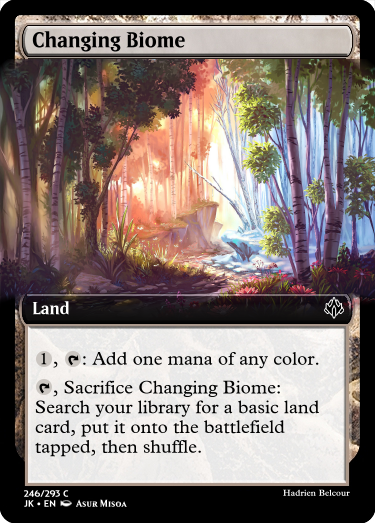 Changing Biome
Land
1, : Add one mana of any color.
, Sacrifice Changing Biome:
Search your library for a basic land
card, put it onto the battlefield
tapped, then shuffle.
246/293 C
JK • EN Asur Misoa
Hadrien Belcour